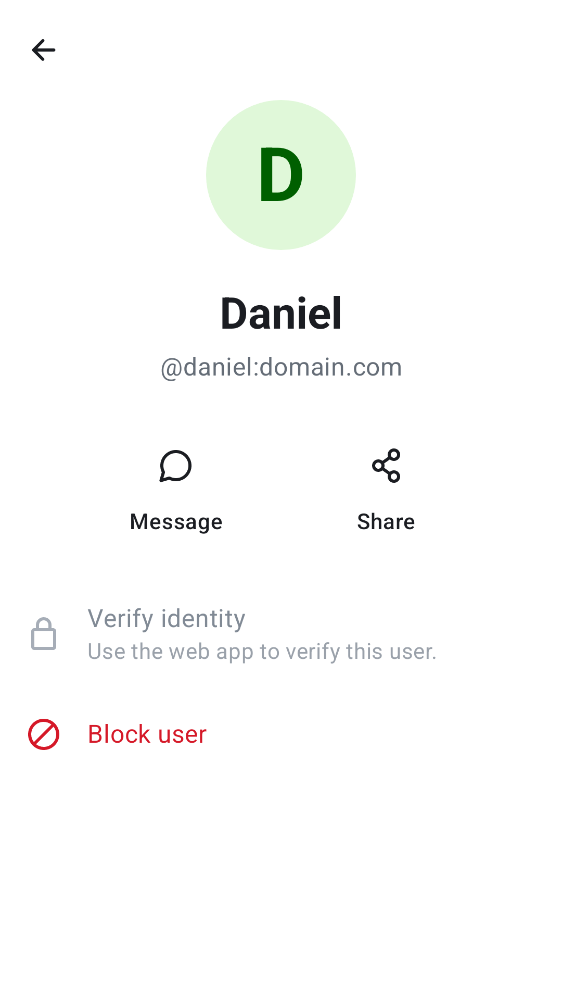 D
Daniel
@daniel:domain.com
Message
Share
Verify identity
Use the web app to verify this user.
Block user